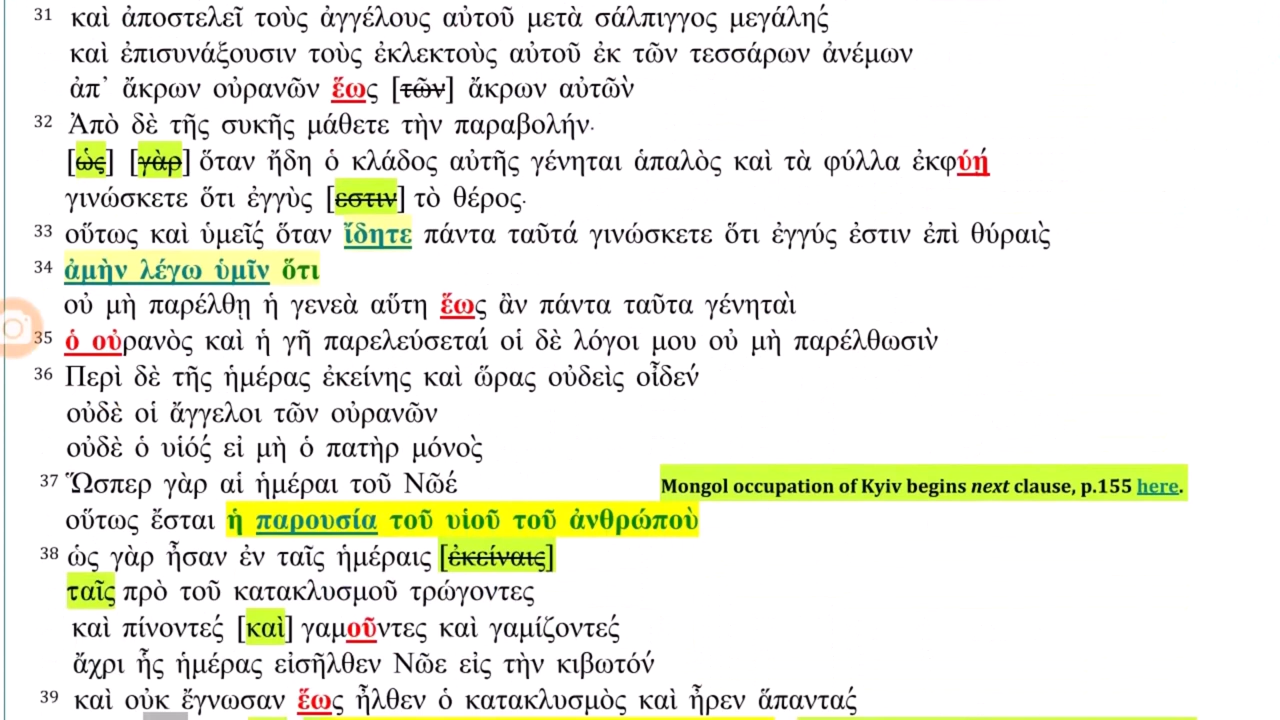 31 καὶ ἀποστελεῖ τοὺς ἀγγέλους αὐτοῦ μετὰ σάλπιγγος μεγάλης́
καὶ ἐπισυνάξουσιν τοὺς ἐκλεκτοὺς αὐτοῦ ἐκ τῶν τεσσάρων ἀνέμων
ἀπ᾽ ἄκρων οὐρανῶν ἕως [τῶν] ἄκρων αὐτῶν̀
32 Ἀπὸ δὲ τῆς συκῆς μάθετε τὴν παραβολήν·
[ὡς] [γὰρ] ὅταν ἤδη ὁ κλάδος αὐτῆς γένηται ἁπαλὸς καὶ τὰ φύλλα ἐκφύῄ
γινώσκετε ὅτι ἐγγὺς [εστιν] τὸ θέρος·
33 οὕτως καὶ ὑμεῖς́ ὅταν ἴδητε πάντα ταῦτά γινώσκετε ὅτι ἐγγύς ἐστιν ἐπὶ θύραις̀
34 ἀμὴν λέγω ὑμῖν ὅτι
οὐ μὴ παρέλθῃ ἡ γενεὰ αὕτη ἕως ἂν πάντα ταῦτα γένηταὶ
35 ὁ οὐρανὸς καὶ ἡ γῆ παρελεύσεταί οἱ δὲ λόγοι μου οὐ μὴ παρέλθωσιν̀
36 Περὶ δὲ τῆς ἡμέρας ἐκείνης καὶ ὥρας οὐδεὶς οἶδεν́
οὐδὲ οἱ ἄγγελοι τῶν οὐρανῶν
οὐδὲ ὁ υἱός́ εἰ μὴ ὁ πατὴρ μόνος̀
37 Ὥσπερ γὰρ αἱ ἡμέραι τοῦ Νῶέ
Mongol occupation of Kyiv begins next clause, p.155 here.
οὕτως ἔσται ἡ παρουσία τοῦ υἱοῦ τοῦ ἀνθρώποὺ
38 ὡς γὰρ ἦσαν ἐν ταῖς ἡμέραις [ἐκείναις]
ταῖς πρὸ τοῦ κατακλυσμοῦ τρώγοντες
καὶ πίνοντες́ [καὶ] γαμοῦντες καὶ γαμίζοντες́
ἄχρι ἧς ἡμέρας εἰσῆλθεν Νῶε εἰς τὴν κιβωτόν́
39 καὶ οὐκ ἔγνωσαν ἕως ἦλθεν ὁ κατακλυσμὸς καὶ ἦρεν ἅπαντας́